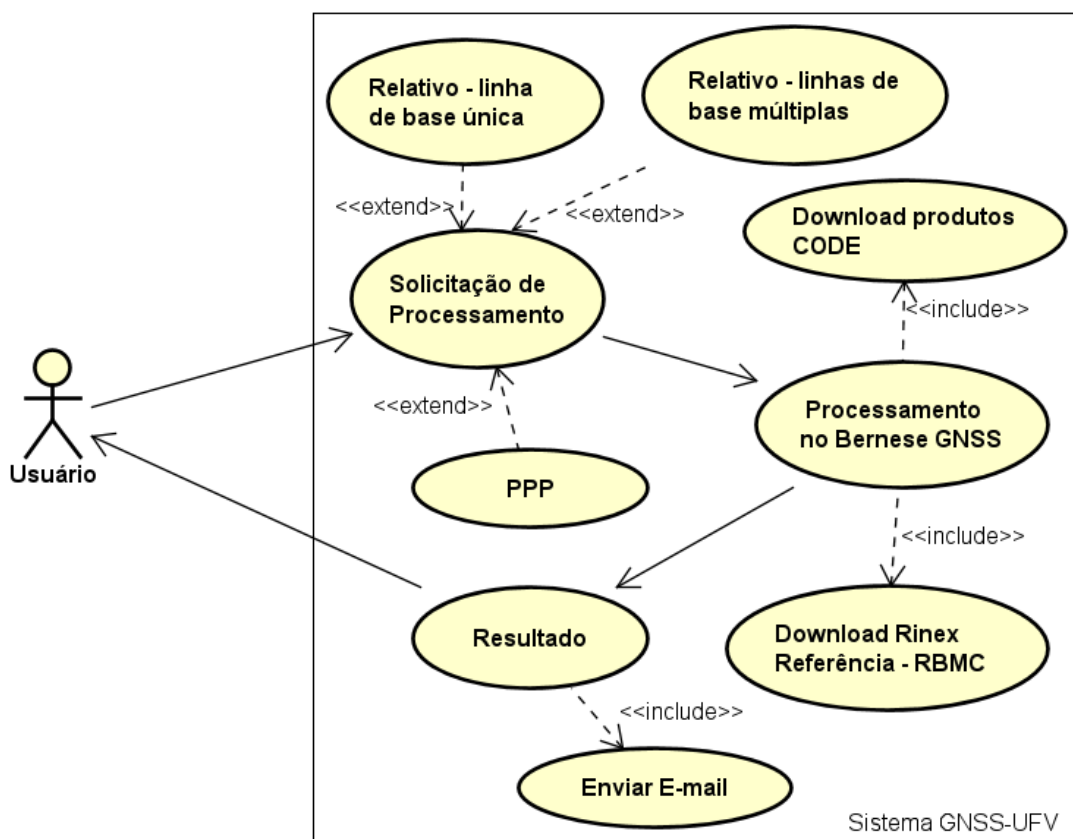 Relativo - linha
de base única
Relativo - linhas de
base múltiplas
<<extend>>
<<extend>>
Download produtos
CODE
Solicitação de
Processamento
<<include>>
<<extend>>
Processamento
no Bernese GNSS
Usuário
PPP
<<include>>
Resultado
Download Rinex
Referência - RBMC
<<include>>
Enviar E-mail
Sistema GNSS-UFV